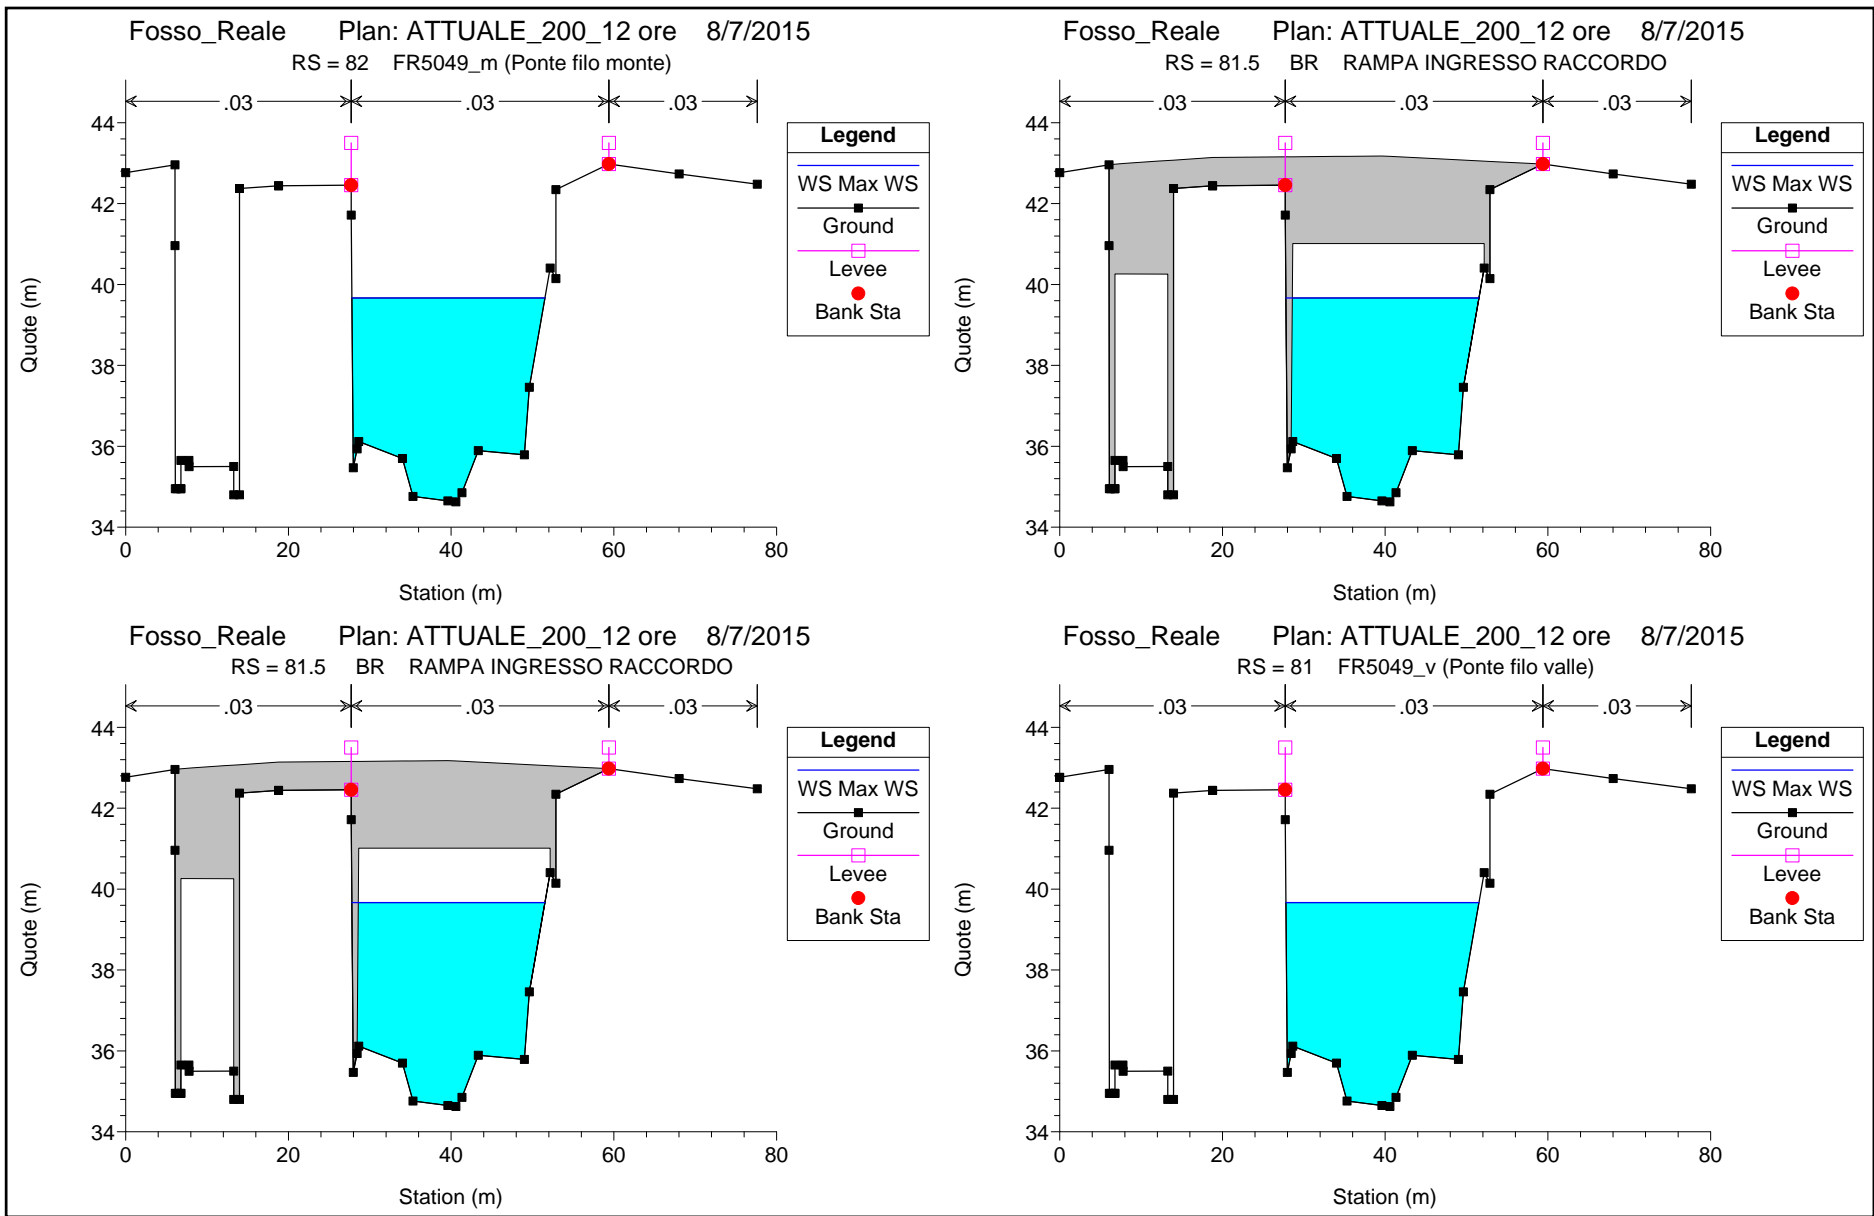 Fosso_Reale Plan: ATTUALE_200_12 ore 8/7/2015
RS = 82 FR5049_m (Ponte filo monte)
.03 .03 .03
44
42
40
38
36
34
0 20 40 60 80
Quote (m)
Station (m)
Legend
WS Max WS
Ground
Levee
Bank Sta
Fosso_Reale Plan: ATTUALE_200_12 ore 8/7/2015
RS = 81.5 BR RAMPA INGRESSO RACCORDO
.03 .03 .03
44
42
40
38
36
34
0 20 40 60 80
Quote (m)
Station (m)
Legend
WS Max WS
Ground
Levee
Bank Sta
Fosso_Reale Plan: ATTUALE_200_12 ore 8/7/2015
RS = 81.5 BR RAMPA INGRESSO RACCORDO
.03 .03 .03
44
42
40
38
36
34
0 20 40 60 80
Quote (m)
Station (m)
Legend
WS Max WS
Ground
Levee
Bank Sta
Fosso_Reale Plan: ATTUALE_200_12 ore 8/7/2015
RS = 81 FR5049_v (Ponte filo valle)
.03 .03 .03
44
42
40
38
36
34
0 20 40 60 80
Quote (m)
Station (m)
Legend
WS Max WS
Ground
Levee
Bank Sta